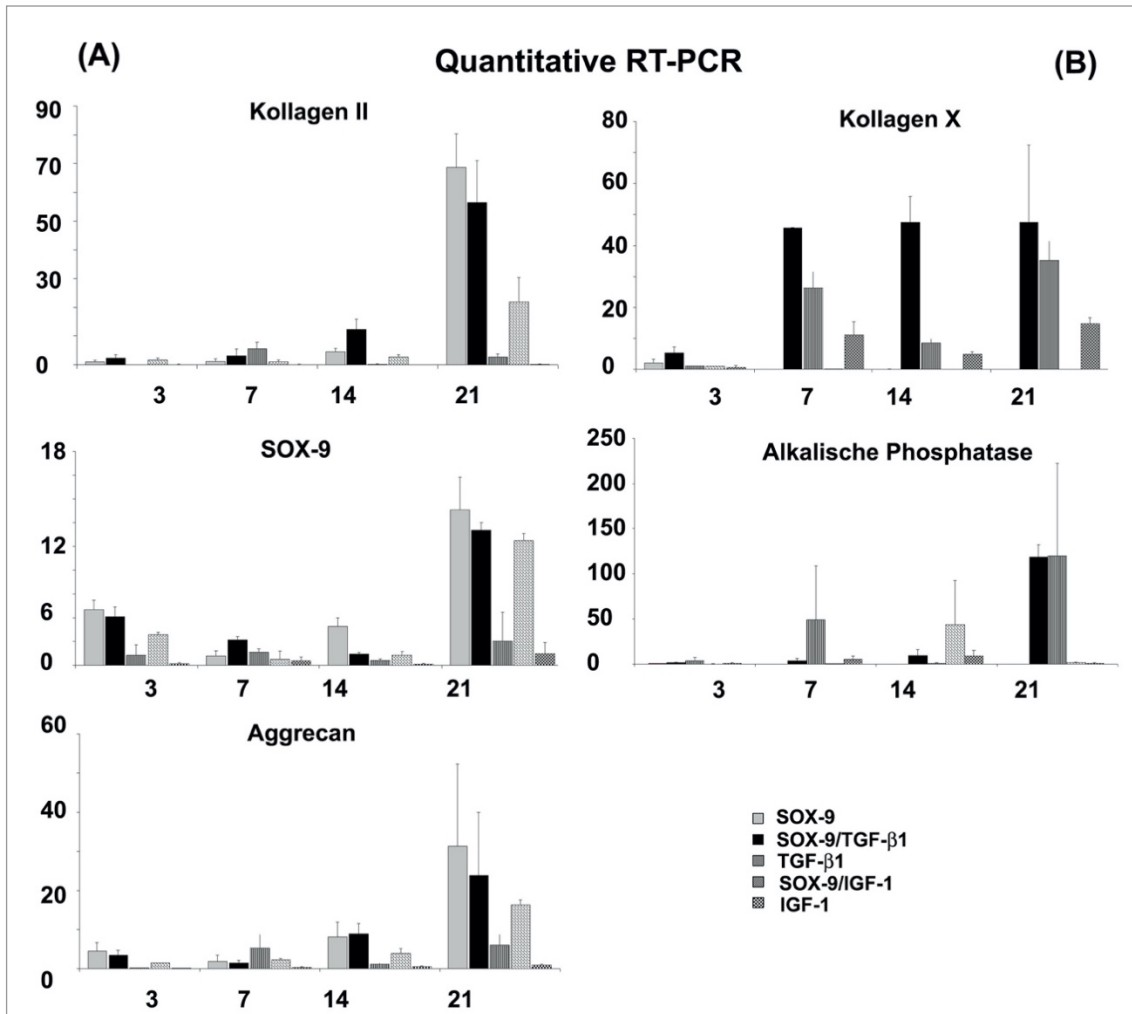 (A)
Quantitative RT-PCR
(B)
Kollagen II
90
70
50
30
0
3 7 14 21
Kollagen X
80
60
40
20
0
3 7 14 21
SOX-9
18
12
6
0
3 7 14 21
Alkalische Phosphatase
250
200
150
100
50
0
3 7 14 21
Aggrecan
60
40
20
0
3 7 14 21
SOX-9
SOX-9/TGF-β1
TGF-β1
SOX-9/IGF-1
IGF-1